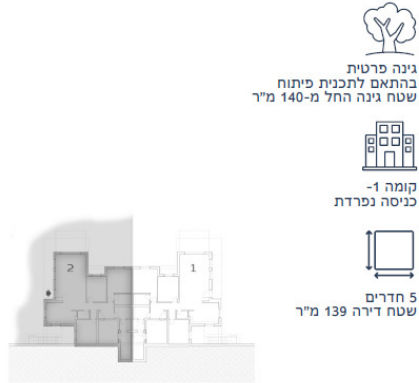 גינה פרטית
בהתאם לתכנית פיתוח
שטח גינה החל מ-140 מ"ר
קומה 1-
כניסה נפרדת
5 חדרים
שטח דירה 139 מ"ר
2
1